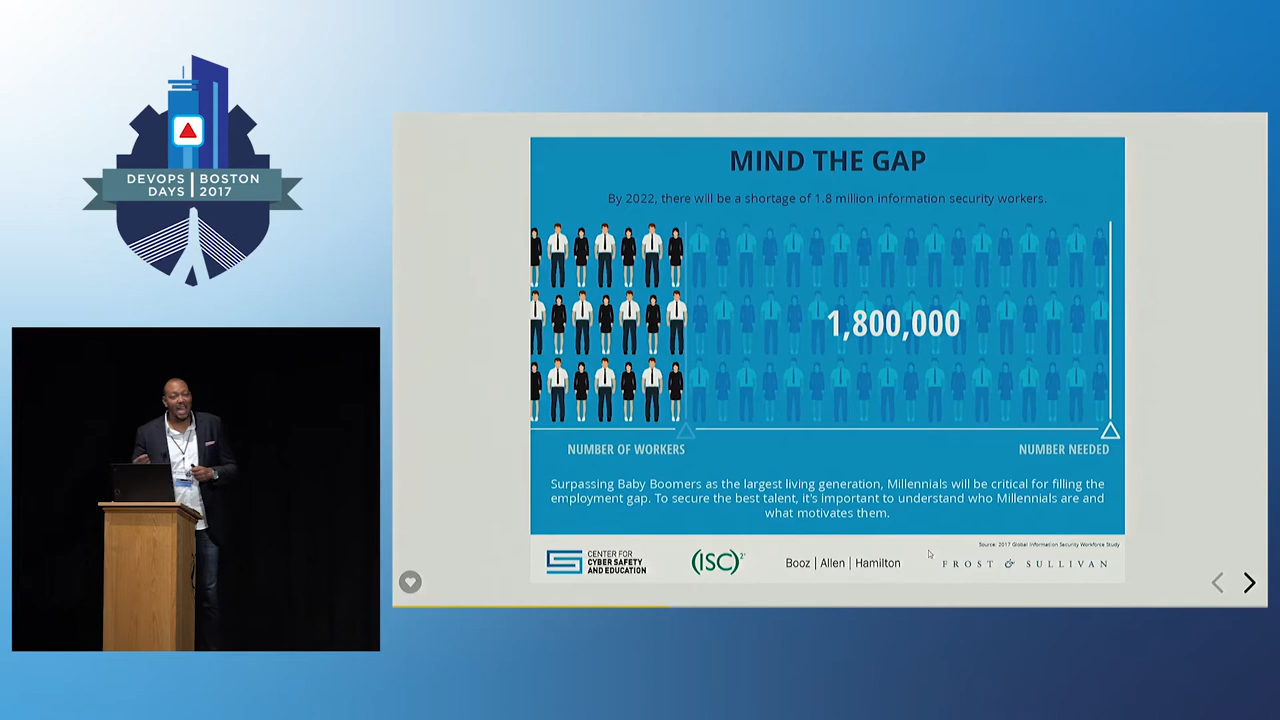 DEVOPS | BOSTON
DAYS | 2017
MIND THE GAP
By 2022, there will be a shortage of 1.8 million information security workers.
1,800,000
NUMBER OF WORKERS
NUMBER NEEDED
Surpassing Baby Boomers as the largest living generation, Millennials will be critical for filling the
employment gap. To secure the best talent, it's important to understand who Millennials are and
what motivates them.
Source: 2017 Global Information Security Workforce Study
CENTER FOR
CYBER SAFETY
AND EDUCATION
(ISC)²®
Booz | Allen | Hamilton
FROST & SULLIVAN